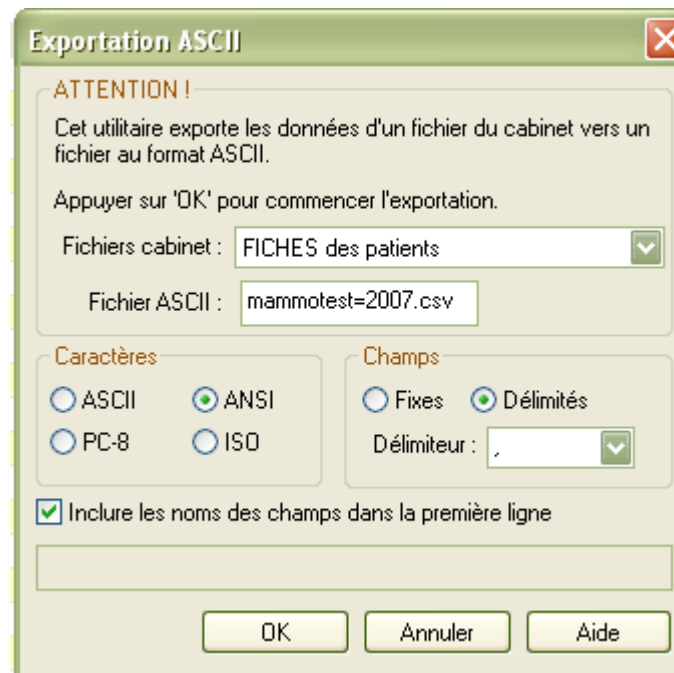 Exportation ASCII
ATTENTION !
Cet utilitaire exporte les données d'un fichier du cabinet vers un
fichier au format ASCII.
Appuyer sur 'OK' pour commencer l'exportation.
Fichiers cabinet : FICHES des patients
Fichier ASCII : mammotest=2007.csv
Caractères
ASCII ANSI
PC-8 ISO
Champs
Fixes Délimités
Délimiteur : ,
Inclure les noms des champs dans la première ligne
OK Annuler Aide